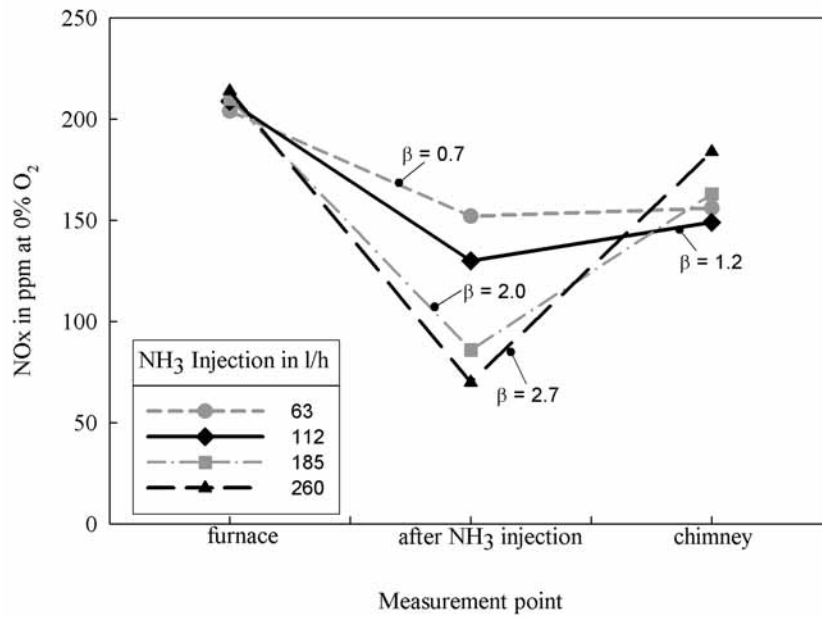 NOx in ppm at 0% O₂
250
200
150
100
50
0
β = 0.7
β = 1.2
β = 2.0
β = 2.7
NH₃ Injection in l/h
63
112
185
260
furnace
after NH₃ injection
chimney
Measurement point